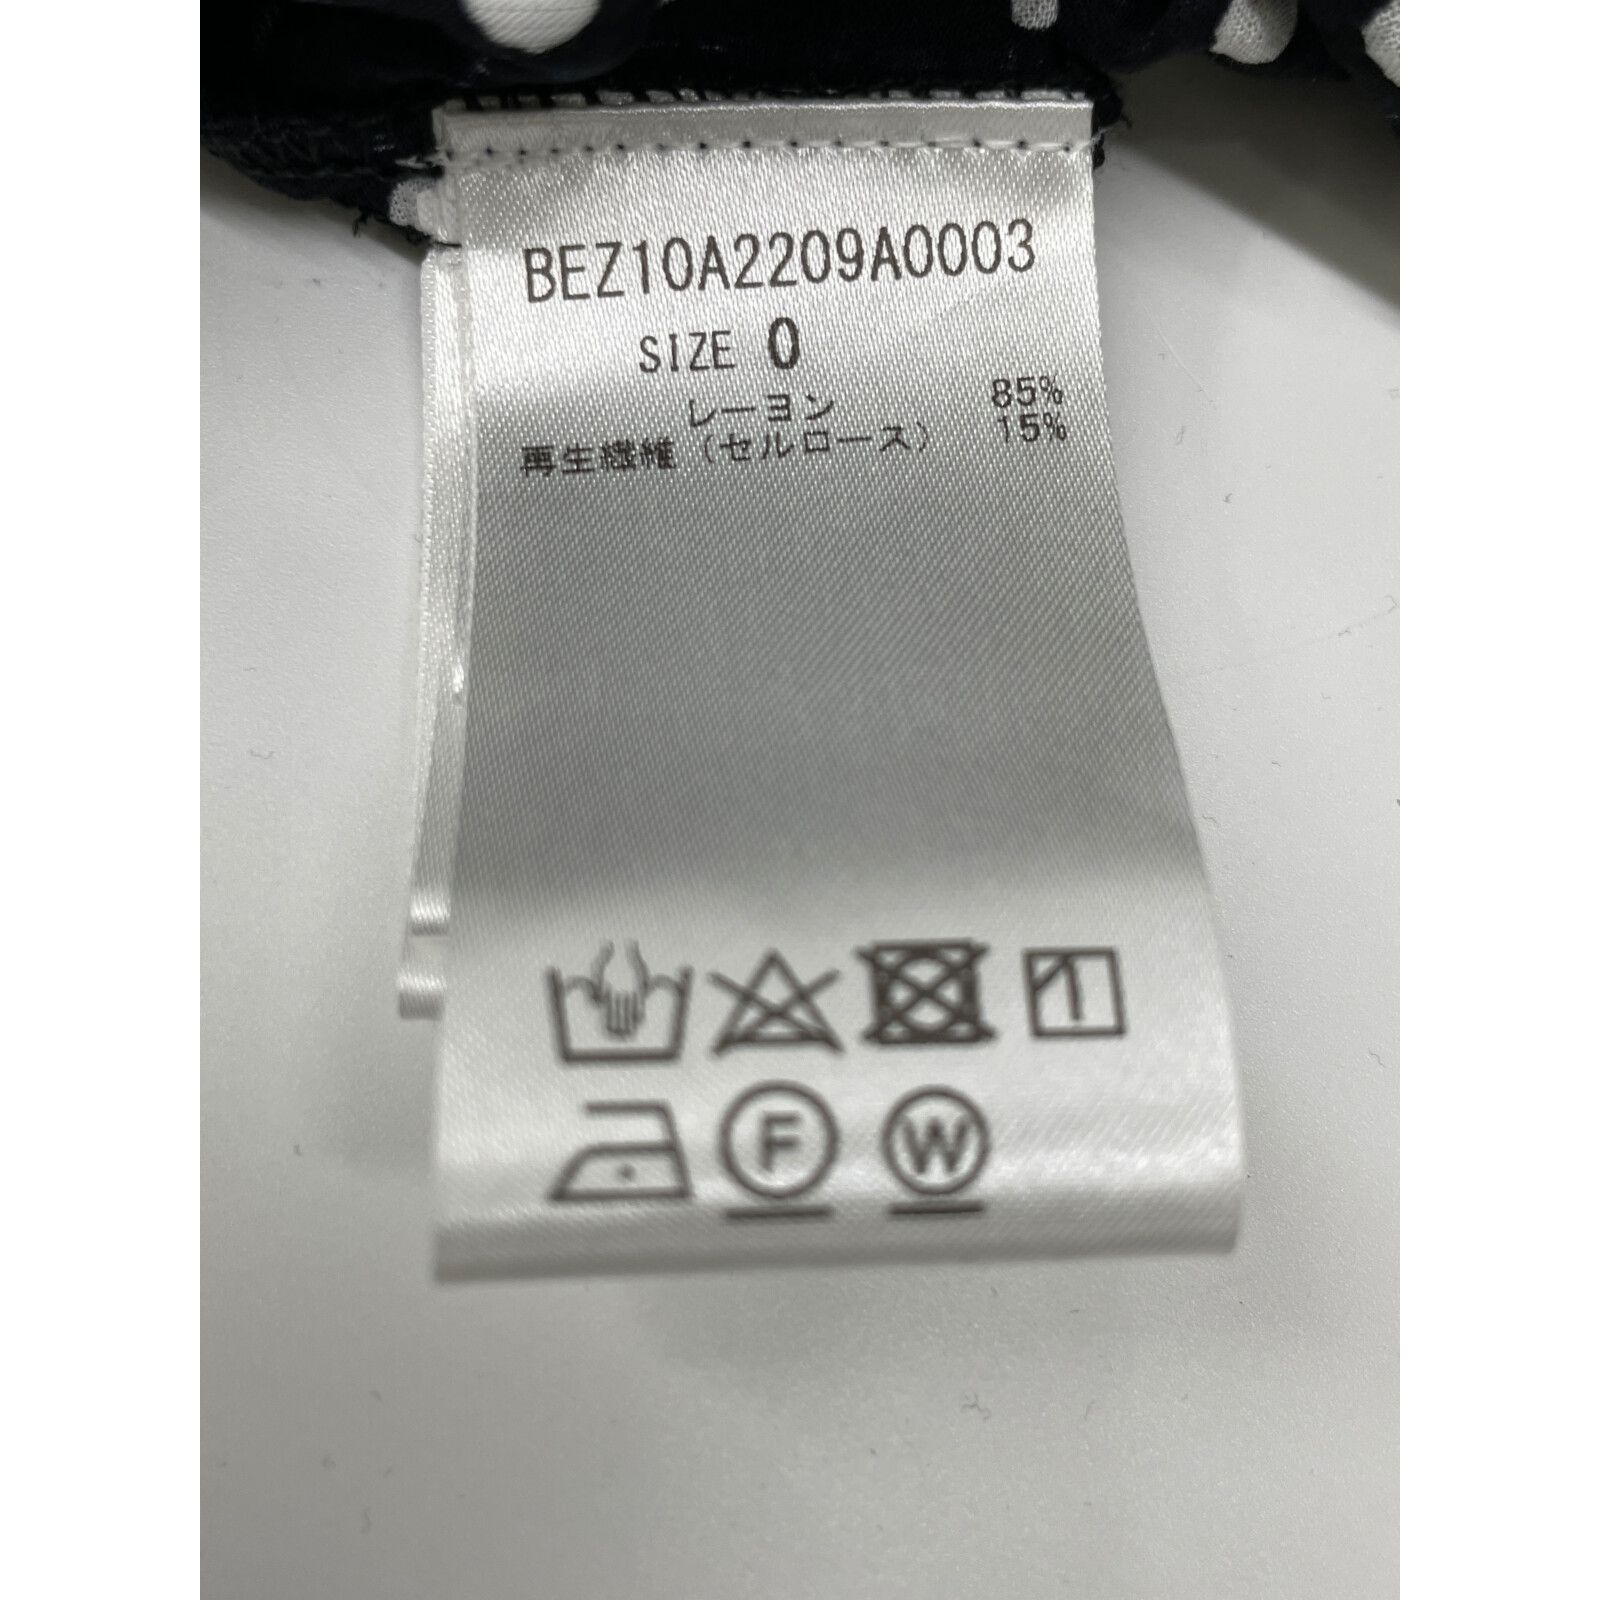 BEZ10A2209A0003
SIZE 0
レーヨン 85%
再生繊維(セルロース) 15%
F W